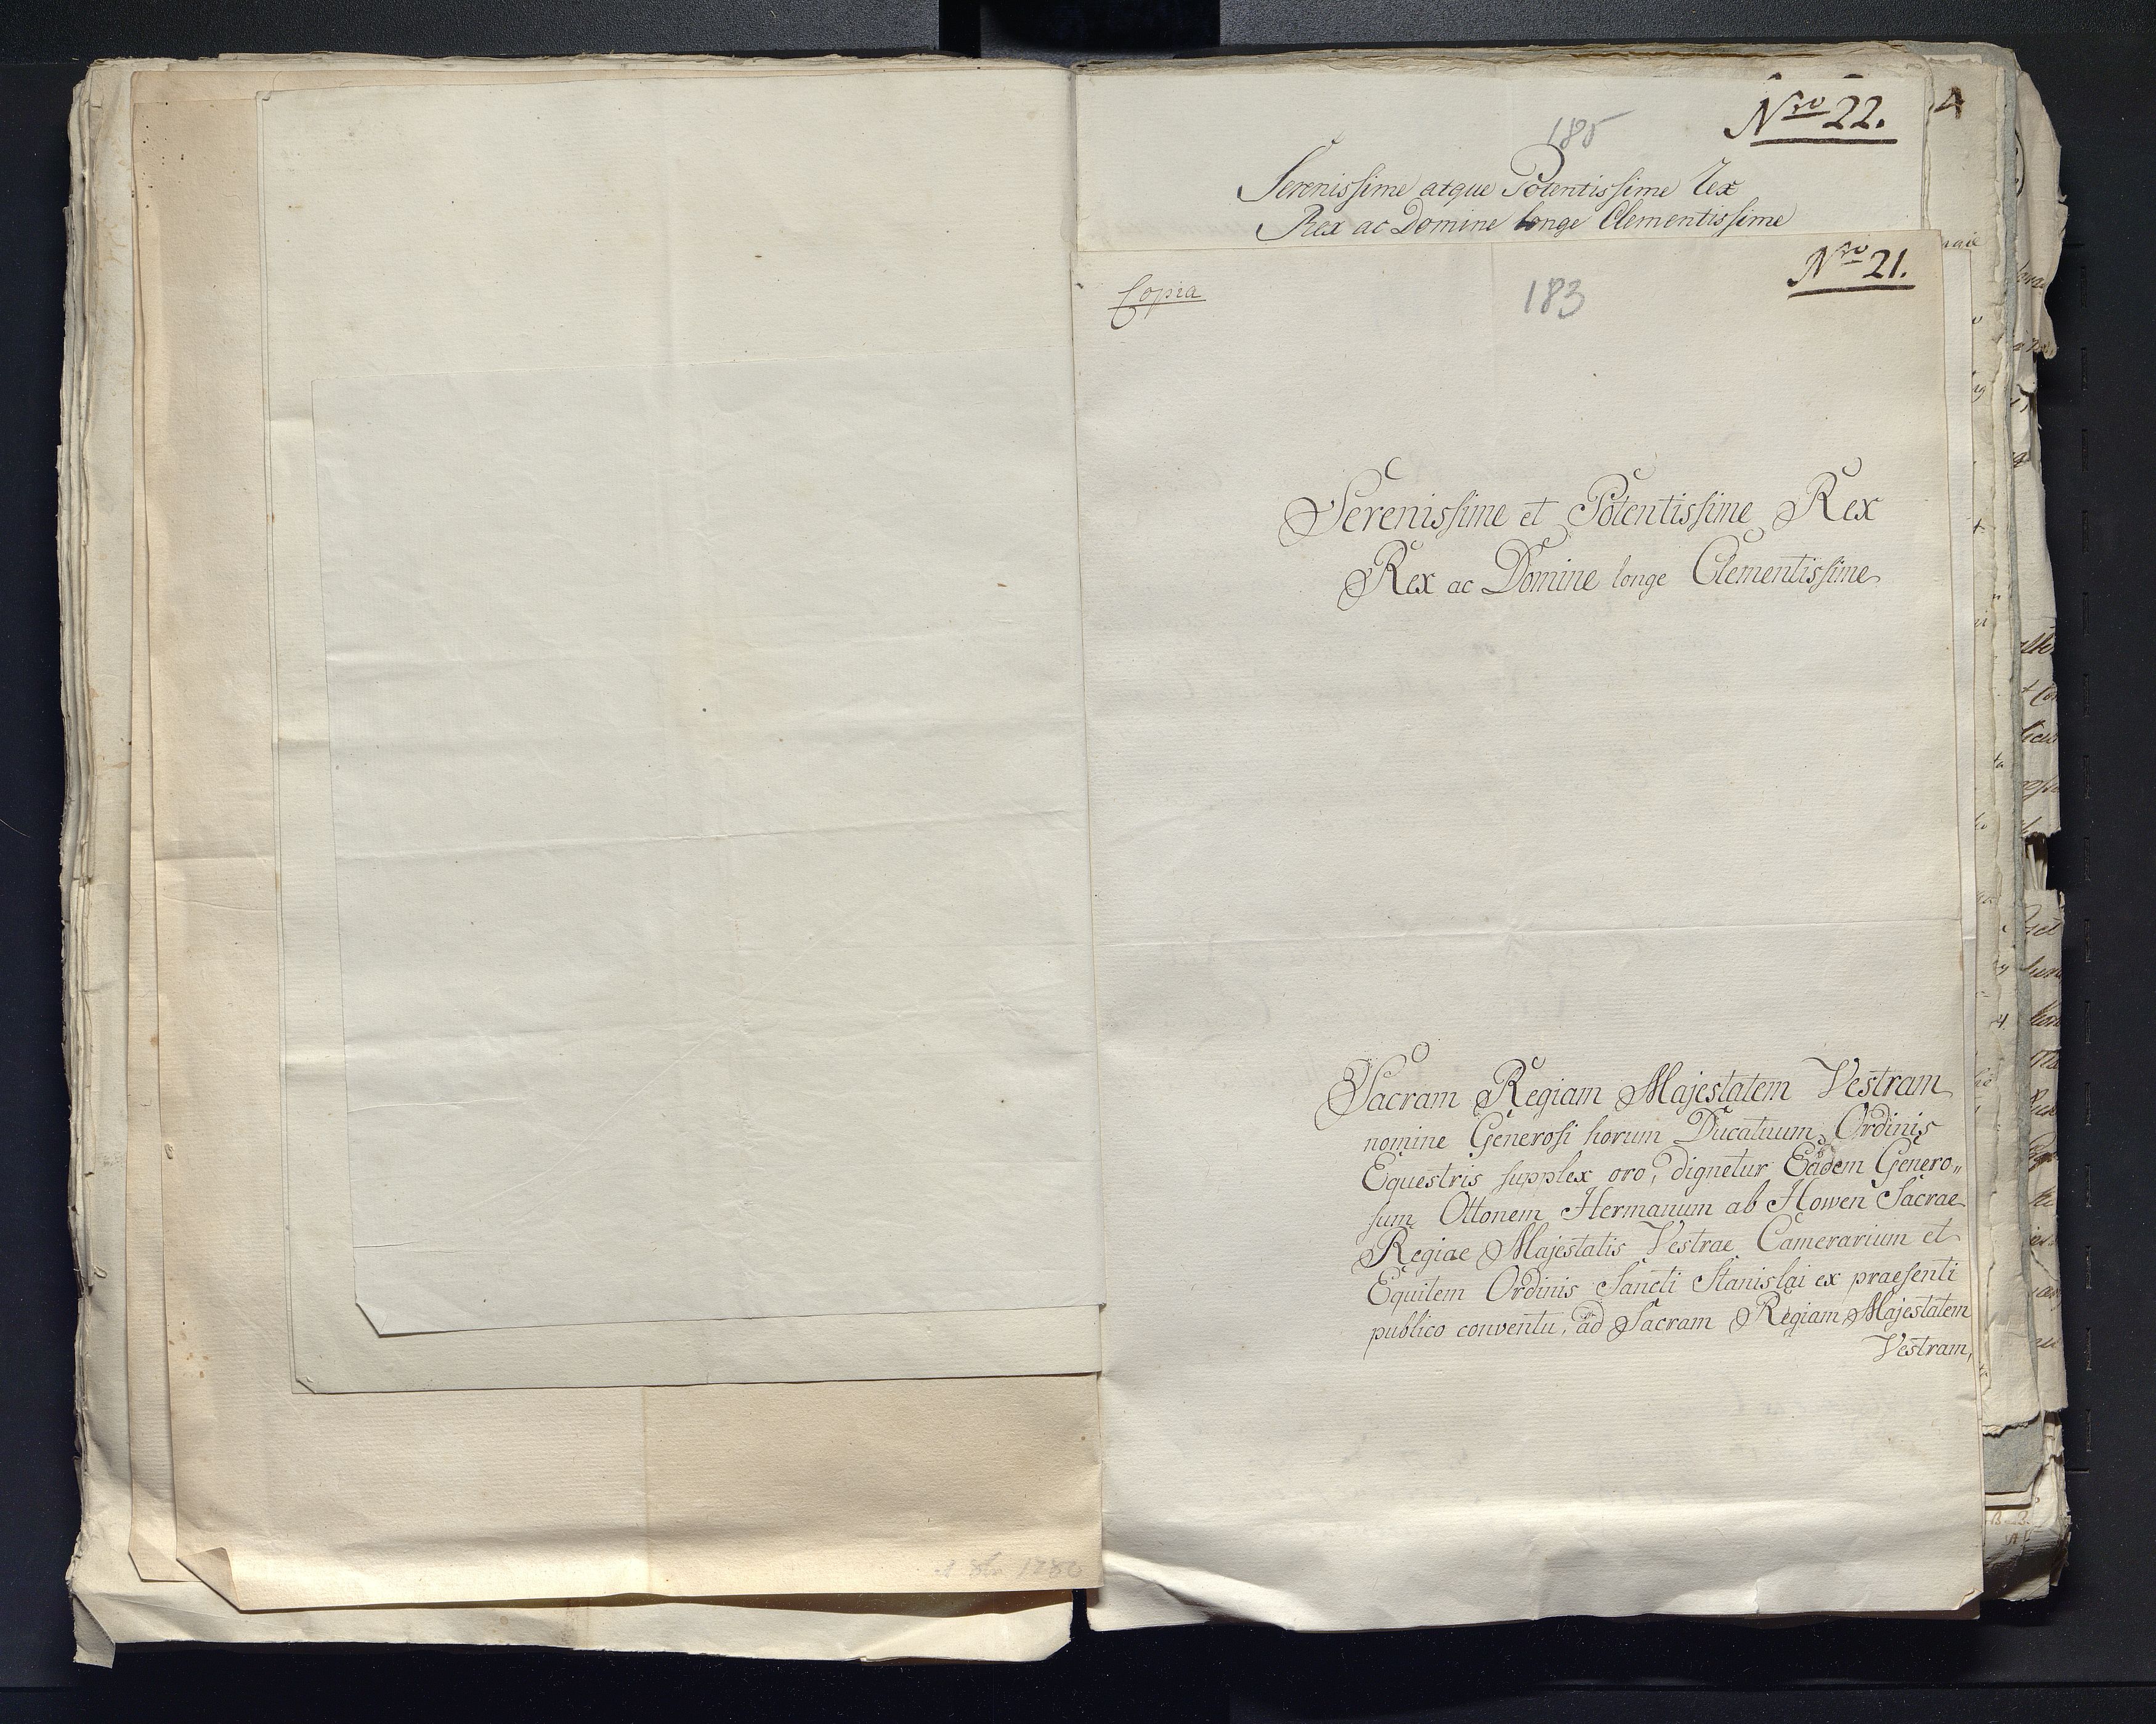 Nro 22.
185
Serenissime atque Potentissime Rex
Rex ac Domine longe Clementissime
Nro 21.
Copia
183
Serenissime et Potentissime Rex
Rex ac Domine longe Clementissime
Sacram Regiam Majestatem Vestram
nomine Generosi horum Ducatuum Ordinis
Equestris supplex oro, dignetur Eadem Genero„
sum Ottonem Hermanum ab Howen Sacrae
Regiae Majestatis Vestrae Camerarium et
Equitem Ordinis Sancti Stanislai ex praesenti
publico conventu, ad Sacram Regiam Majestatem
Vestram,